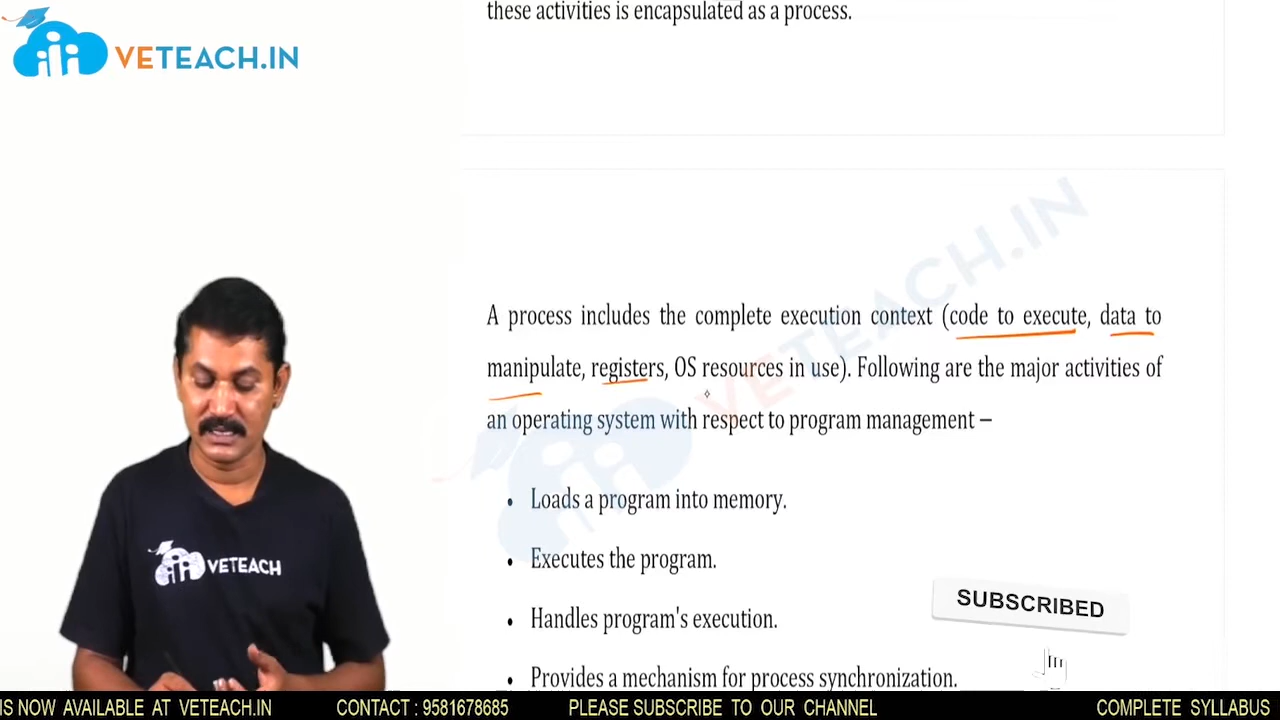 these activities is encapsulated as a process.
VETEACH.IN
VETEACH.IN
A process includes the complete execution context (code to execute, data to
manipulate, registers, OS resources in use). Following are the major activities of
an operating system with respect to program management –
• Loads a program into memory.
• Executes the program.
VETEACH
• Handles program's execution.
SUBSCRIBED
• Provides a mechanism for process synchronization.
IS NOW AVAILABLE AT VETEACH.IN CONTACT : 9581678685 PLEASE SUBSCRIBE TO OUR CHANNEL COMPLETE SYLLABUS